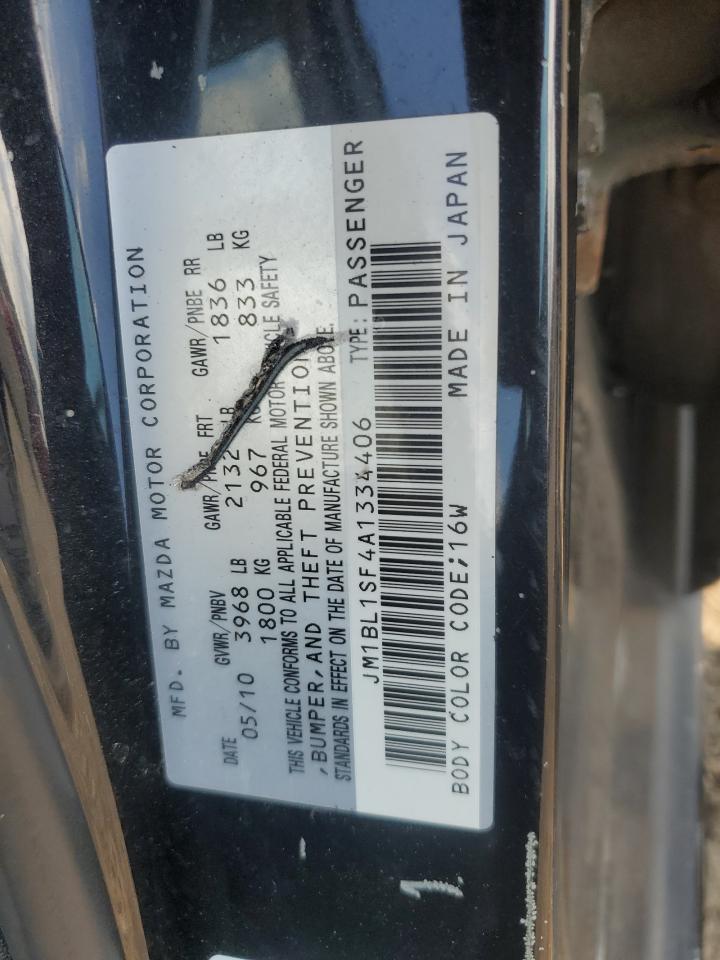 MFD. BY MAZDA MOTOR CORPORATION
DATE GVWR/PNBV GAWR/PNBE FRT GAWR/PNBE RR
05/10 3968 LB 2132 LB 1836 LB
1800 KG 967 KG 833 KG
THIS VEHICLE CONFORMS TO ALL APPLICABLE FEDERAL MOTOR VEHICLE SAFETY
,BUMPER, AND THEFT PREVENTION
STANDARDS IN EFFECT ON THE DATE OF MANUFACTURE SHOWN ABOVE.
JM1BL1SF4A1334406 TYPE: PASSENGER
BODY COLOR CODE;16W MADE IN JAPAN